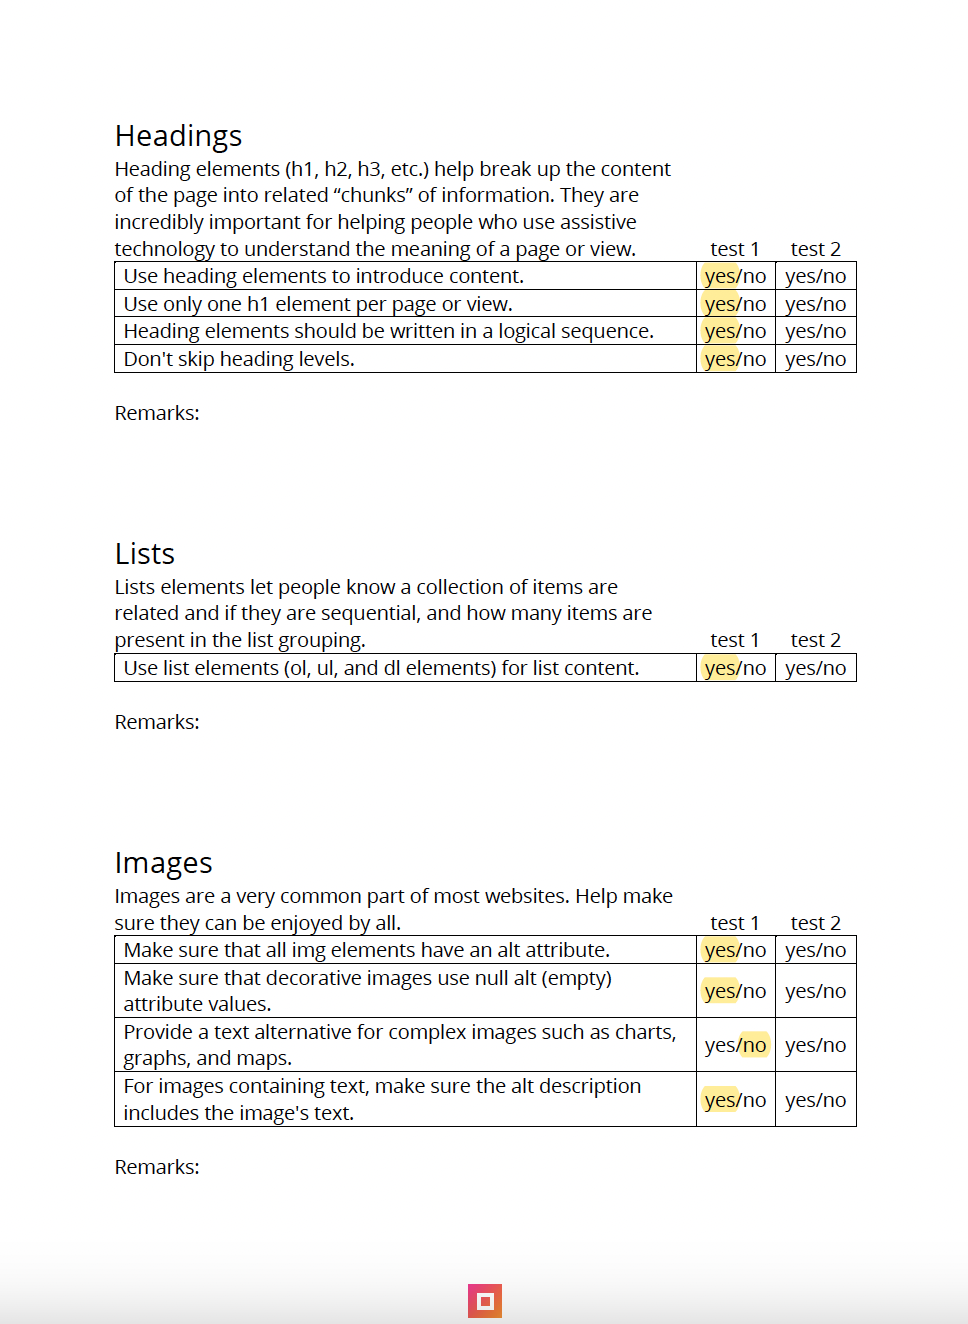 Headings
Heading elements (h1, h2, h3, etc.) help break up the content
of the page into related “chunks” of information. They are
incredibly important for helping people who use assistive
technology to understand the meaning of a page or view. test 1 test 2
Use heading elements to introduce content. yes/no yes/no
Use only one h1 element per page or view. yes/no yes/no
Heading elements should be written in a logical sequence. yes/no yes/no
Don't skip heading levels. yes/no yes/no
Remarks:
Lists
Lists elements let people know a collection of items are
related and if they are sequential, and how many items are
present in the list grouping. test 1 test 2
Use list elements (ol, ul, and dl elements) for list content. yes/no yes/no
Remarks:
Images
Images are a very common part of most websites. Help make
sure they can be enjoyed by all. test 1 test 2
Make sure that all img elements have an alt attribute. yes/no yes/no
Make sure that decorative images use null alt (empty)
attribute values. yes/no yes/no
Provide a text alternative for complex images such as charts,
graphs, and maps. yes/no yes/no
For images containing text, make sure the alt description
includes the image's text. yes/no yes/no
Remarks: